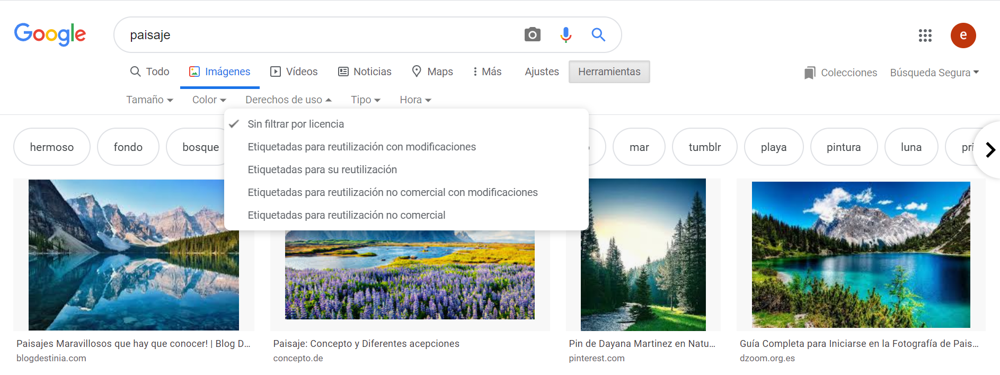 Google
paisaje
e
Todo Imágenes Vídeos Noticias Maps Más Ajustes Herramientas Colecciones Búsqueda Segura
Tamaño Color Derechos de uso Tipo Hora
Sin filtrar por licencia
Etiquetadas para reutilización con modificaciones
Etiquetadas para su reutilización
Etiquetadas para reutilización no comercial con modificaciones
Etiquetadas para reutilización no comercial
hermoso fondo bosque mar tumblr playa pintura luna
Paisajes Maravillosos que hay que conocer! | Blog D...
blogdestinia.com
Paisaje: Concepto y Diferentes acepciones
concepto.de
Pin de Dayana Martinez en Natu...
pinterest.com
Guía Completa para Iniciarse en la Fotografía de Pais...
dzoom.org.es